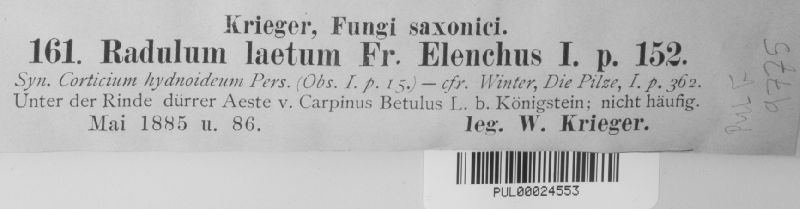 Krieger, Fungi saxonici.
161. Radulum laetum Fr. Elenchus I. p. 152.
Syn. Corticium hydnoideum Pers. (Obs. I. p. 15.) — cfr. Winter, Die Pilze, I. p. 362.
Unter der Rinde dürrer Aeste v. Carpinus Betulus L. b. Königstein; nicht häufig.
Mai 1885 u. 86. leg. W. Krieger.
PUL F
PUL00024553